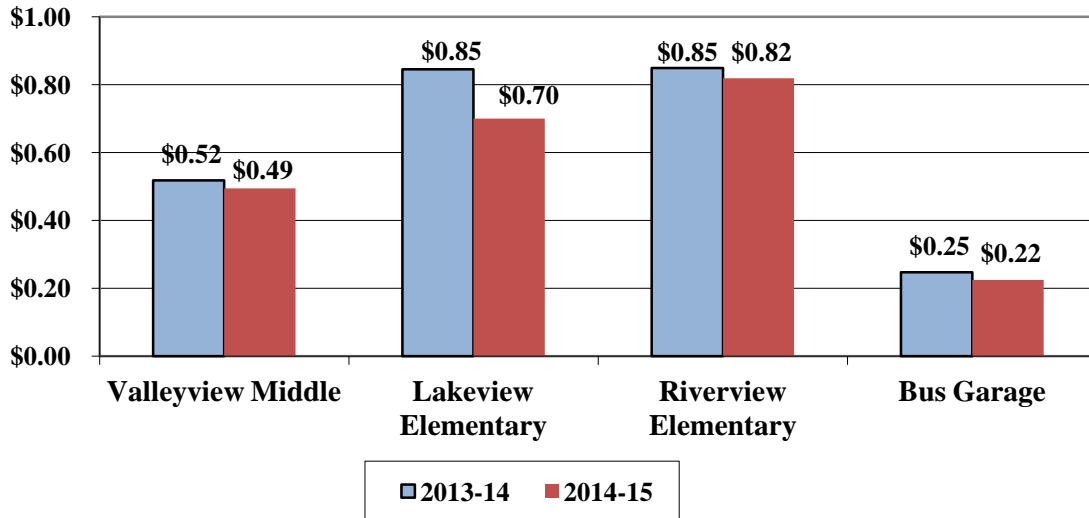 $1.00
$0.80
$0.60
$0.40
$0.20
$0.00
$0.52
$0.49
$0.85
$0.70
$0.85
$0.82
$0.25
$0.22
Valleyview Middle
Lakeview
Elementary
Riverview
Elementary
Bus Garage
2013-14
2014-15